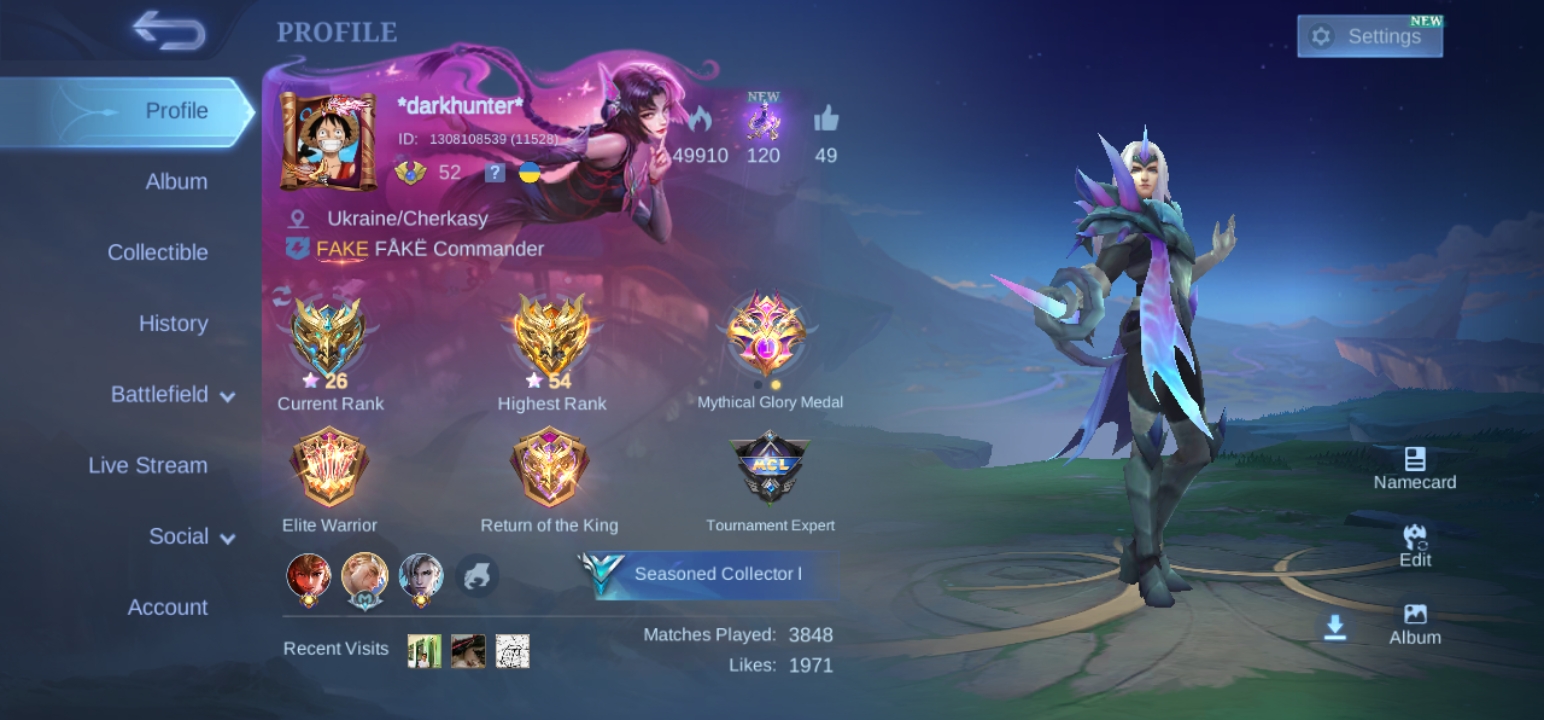 PROFILE
NEW
Settings
Profile
Album
Collectible
History
Battlefield
Live Stream
Social
Account
*darkhunter*
ID: 1308108539 (11528)
52
?
NEW
49910
120
49
Ukraine/Cherkasy
FAKE FÅKË Commander
26
54
1
Current Rank
Highest Rank
Mythical Glory Medal
MCL
Elite Warrior
Return of the King
Tournament Expert
M
Seasoned Collector I
Recent Visits
Matches Played: 3848
Likes: 1971
Namecard
Edit
Album